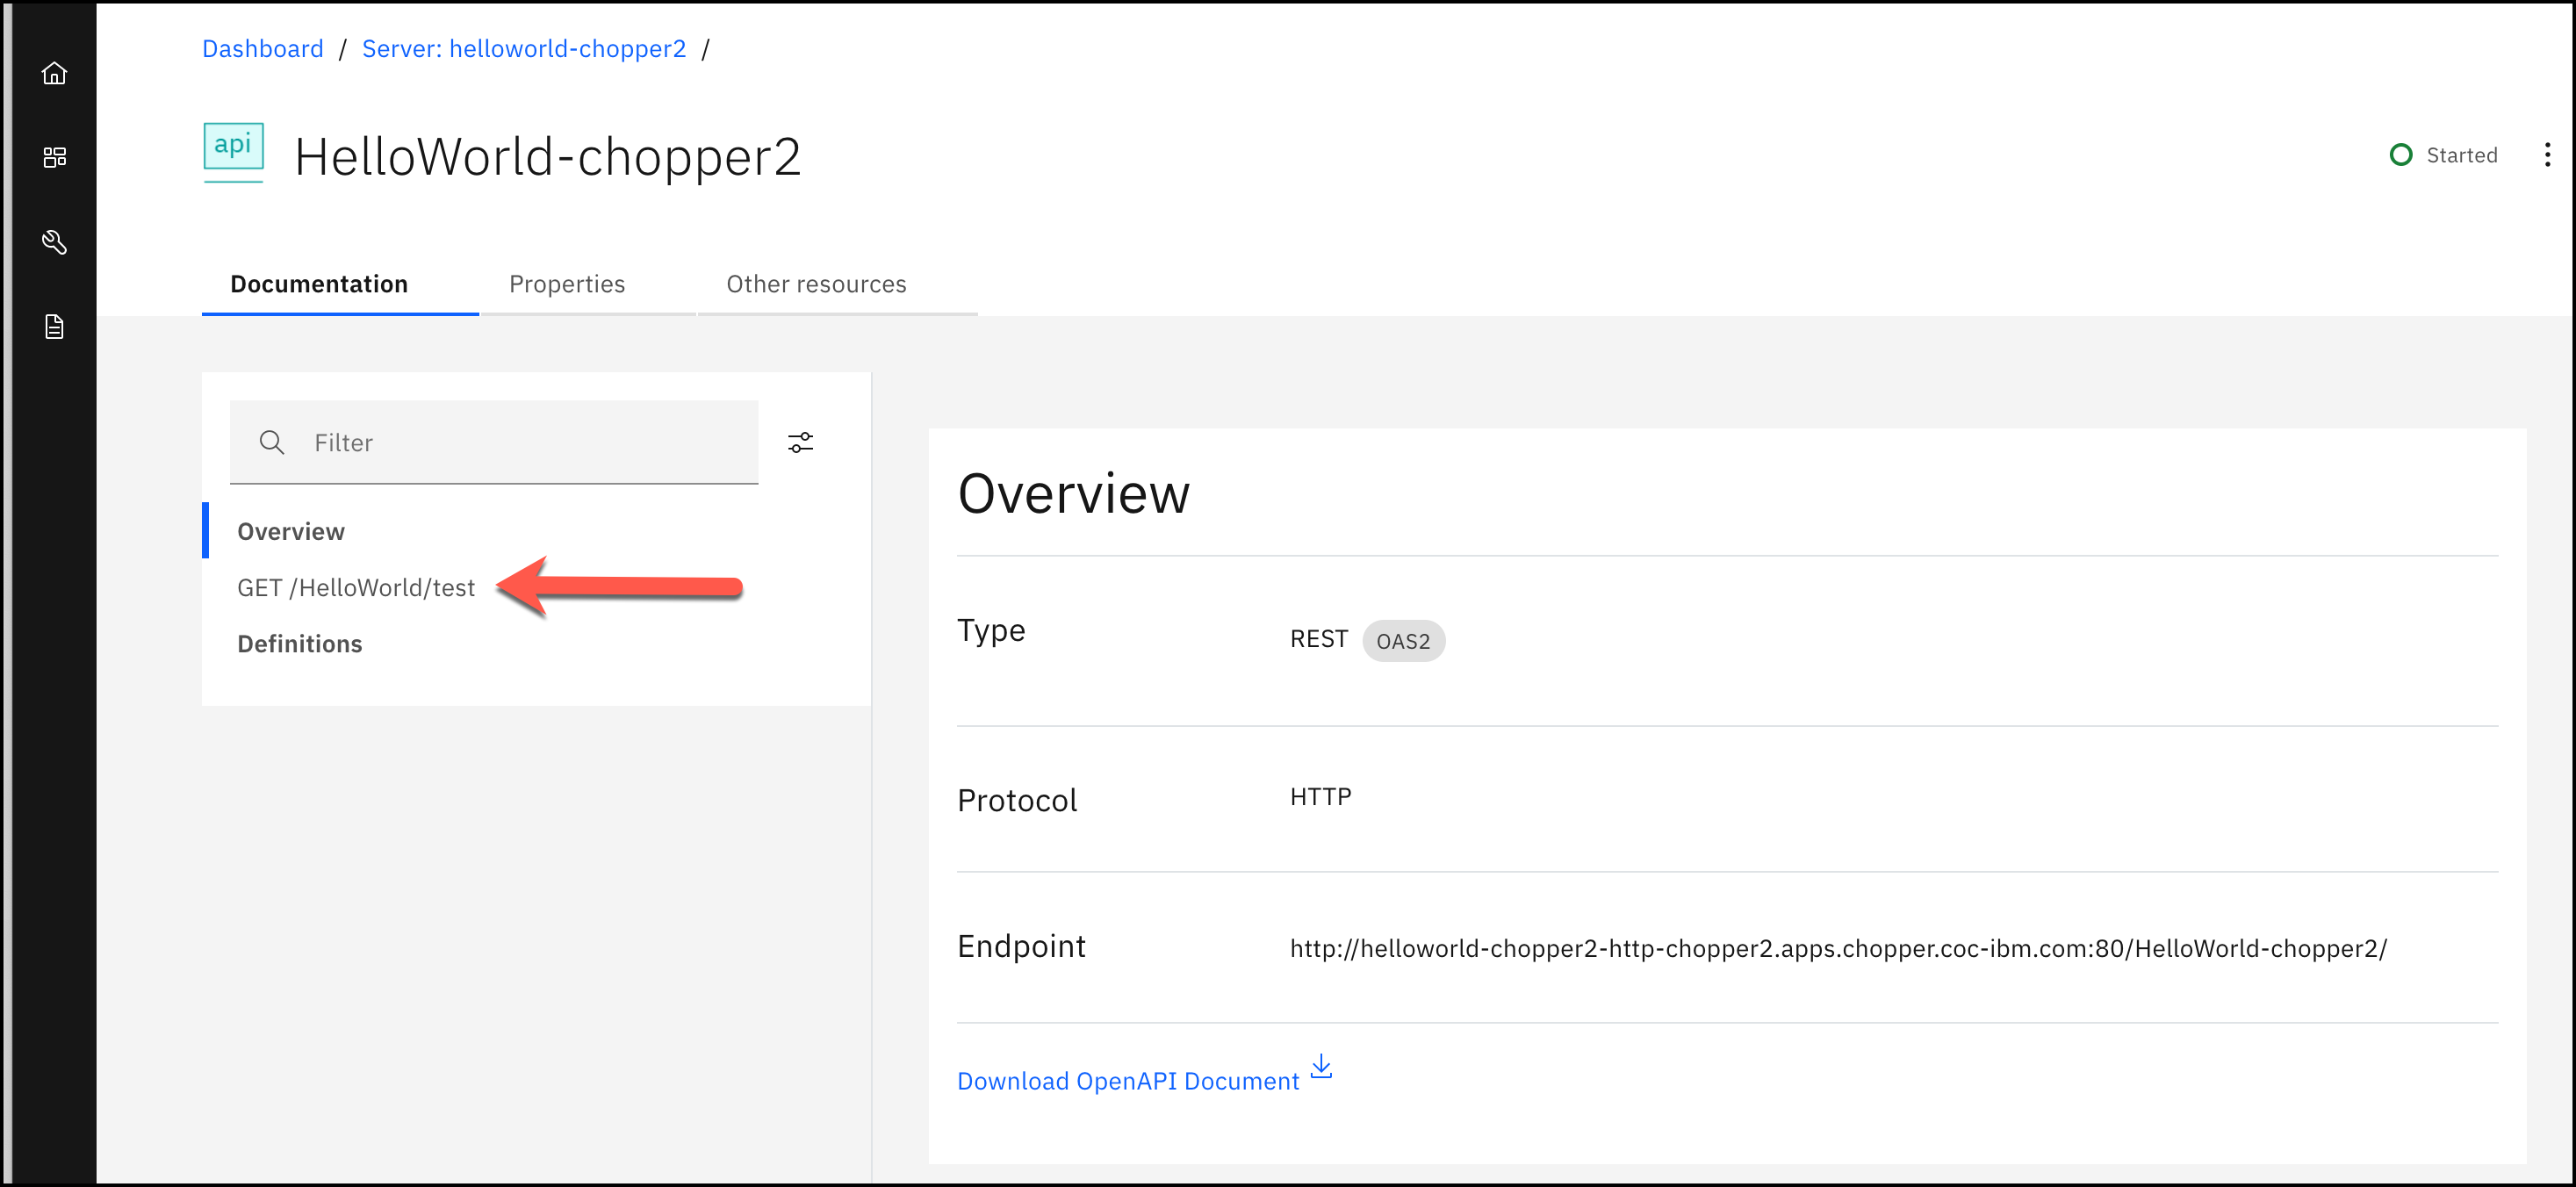 Dashboard / Server: helloworld-chopper2 /
api
HelloWorld-chopper2
Started
Documentation
Properties
Other resources
Filter
Overview
GET /HelloWorld/test
Definitions
Overview
Type
REST
OAS2
Protocol
HTTP
Endpoint
http://helloworld-chopper2-http-chopper2.apps.chopper.coc-ibm.com:80/HelloWorld-chopper2/
Download OpenAPI Document